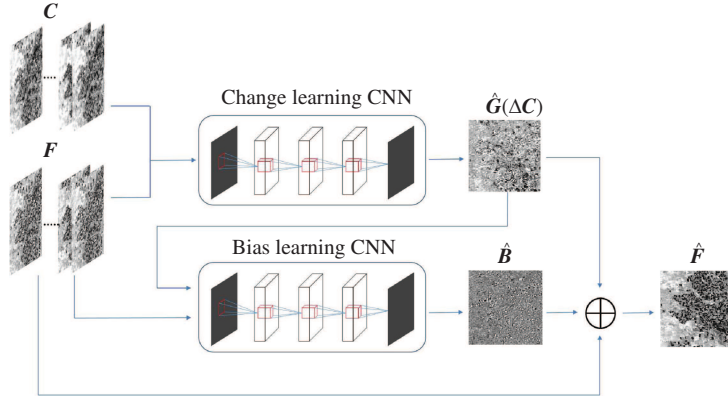 C
Change learning CNN
Ĝ(ΔC)
F
Bias learning CNN
B̂
F̂